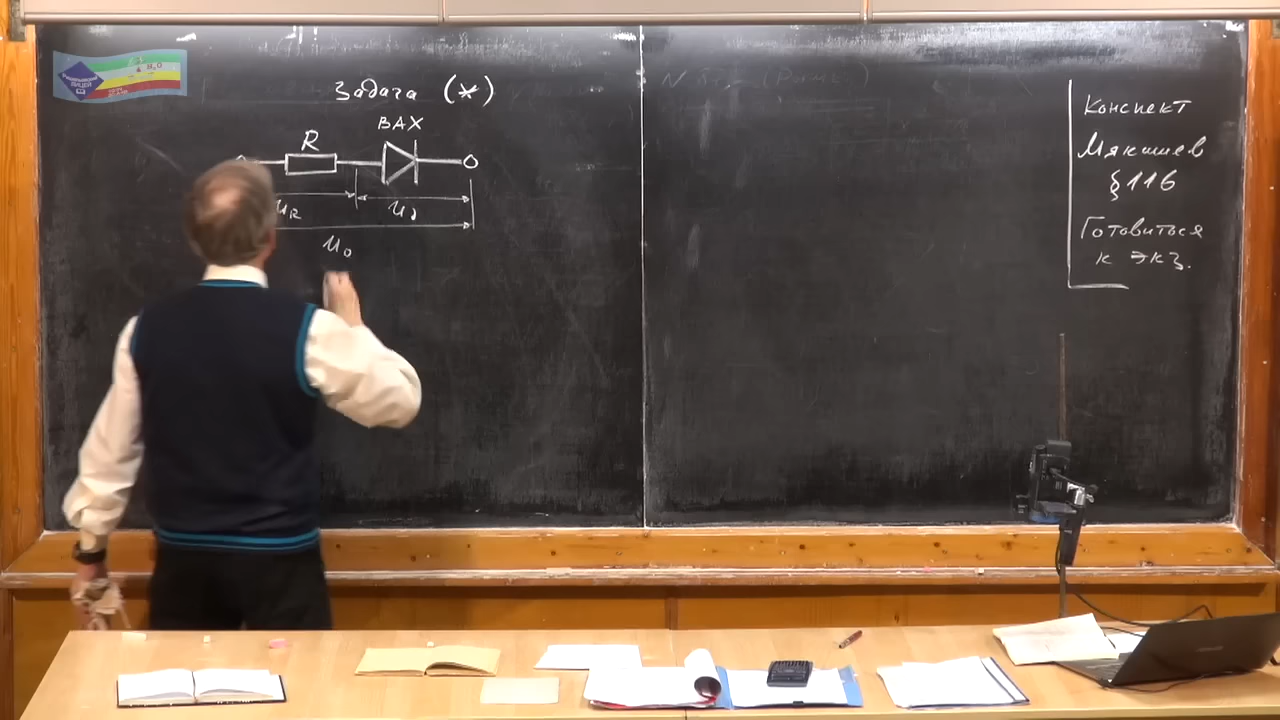 Задача (*)
ВАХ
R
U_R U_д
U_0
Конспект
Мякишев
§116
Готовиться
к экз.